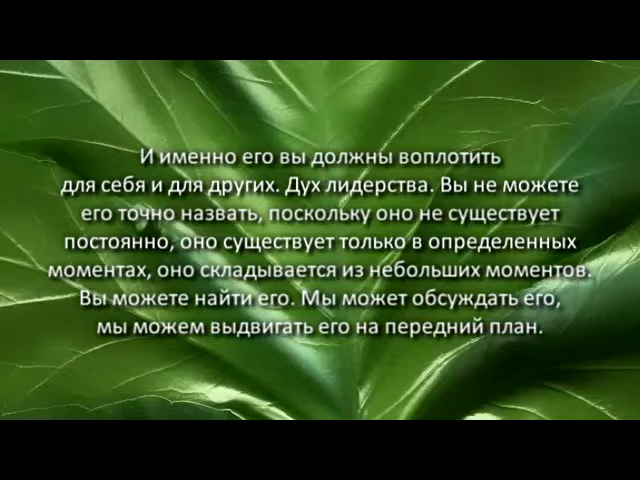 И именно его вы должны воплотить
для себя и для других. Дух лидерства. Вы не можете
его точно назвать, поскольку оно не существует
постоянно, оно существует только в определенных
моментах, оно складывается из небольших моментов.
Вы можете найти его. Мы может обсуждать его,
мы можем выдвигать его на передний план.